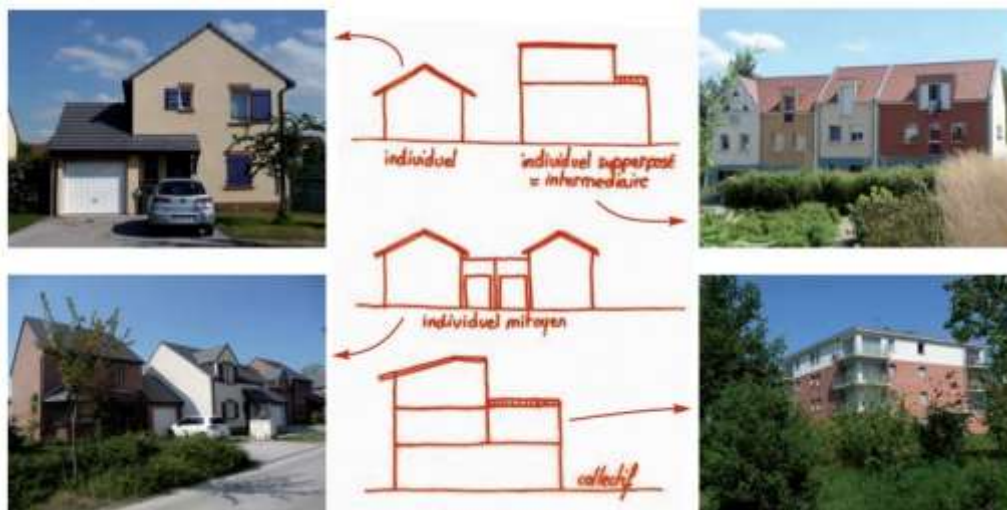 individuel
individuel supperposé
= intermediaire
individuel mitoyen
collectif